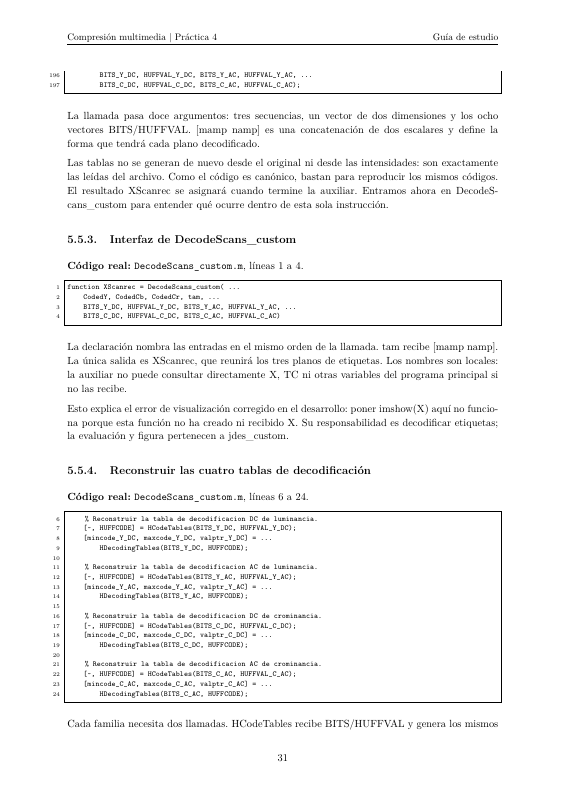 Compresión multimedia | Práctica 4
Guía de estudio
196 BITS_Y_DC, HUFFVAL_Y_DC, BITS_Y_AC, HUFFVAL_Y_AC, ...
197 BITS_C_DC, HUFFVAL_C_DC, BITS_C_AC, HUFFVAL_C_AC);
La llamada pasa doce argumentos: tres secuencias, un vector de dos dimensiones y los ocho
vectores BITS/HUFFVAL. [mamp namp] es una concatenación de dos escalares y define la
forma que tendrá cada plano decodificado.
Las tablas no se generan de nuevo desde el original ni desde las intensidades: son exactamente
las leídas del archivo. Como el código es canónico, bastan para reproducir los mismos códigos.
El resultado XScanrec se asignará cuando termine la auxiliar. Entramos ahora en DecodeS-
cans_custom para entender qué ocurre dentro de esta sola instrucción.
5.5.3. Interfaz de DecodeScans_custom
Código real: DecodeScans_custom.m, líneas 1 a 4.
1 function XScanrec = DecodeScans_custom( ...
2 CodedY, CodedCb, CodedCr, tam, ...
3 BITS_Y_DC, HUFFVAL_Y_DC, BITS_Y_AC, HUFFVAL_Y_AC, ...
4 BITS_C_DC, HUFFVAL_C_DC, BITS_C_AC, HUFFVAL_C_AC)
La declaración nombra las entradas en el mismo orden de la llamada. tam recibe [mamp namp].
La única salida es XScanrec, que reunirá los tres planos de etiquetas. Los nombres son locales:
la auxiliar no puede consultar directamente X, TC ni otras variables del programa principal si
no las recibe.
Esto explica el error de visualización corregido en el desarrollo: poner imshow(X) aquí no funcio-
na porque esta función no ha creado ni recibido X. Su responsabilidad es decodificar etiquetas;
la evaluación y figura pertenecen a jdes_custom.
5.5.4. Reconstruir las cuatro tablas de decodificación
Código real: DecodeScans_custom.m, líneas 6 a 24.
6 % Reconstruir la tabla de decodificacion DC de luminancia.
7 [~, HUFFCODE] = HCodeTables(BITS_Y_DC, HUFFVAL_Y_DC);
8 [mincode_Y_DC, maxcode_Y_DC, valptr_Y_DC] = ...
9 HDecodingTables(BITS_Y_DC, HUFFCODE);
10
11 % Reconstruir la tabla de decodificacion AC de luminancia.
12 [~, HUFFCODE] = HCodeTables(BITS_Y_AC, HUFFVAL_Y_AC);
13 [mincode_Y_AC, maxcode_Y_AC, valptr_Y_AC] = ...
14 HDecodingTables(BITS_Y_AC, HUFFCODE);
15
16 % Reconstruir la tabla de decodificacion DC de crominancia.
17 [~, HUFFCODE] = HCodeTables(BITS_C_DC, HUFFVAL_C_DC);
18 [mincode_C_DC, maxcode_C_DC, valptr_C_DC] = ...
19 HDecodingTables(BITS_C_DC, HUFFCODE);
20
21 % Reconstruir la tabla de decodificacion AC de crominancia.
22 [~, HUFFCODE] = HCodeTables(BITS_C_AC, HUFFVAL_C_AC);
23 [mincode_C_AC, maxcode_C_AC, valptr_C_AC] = ...
24 HDecodingTables(BITS_C_AC, HUFFCODE);
Cada familia necesita dos llamadas. HCodeTables recibe BITS/HUFFVAL y genera los mismos
31